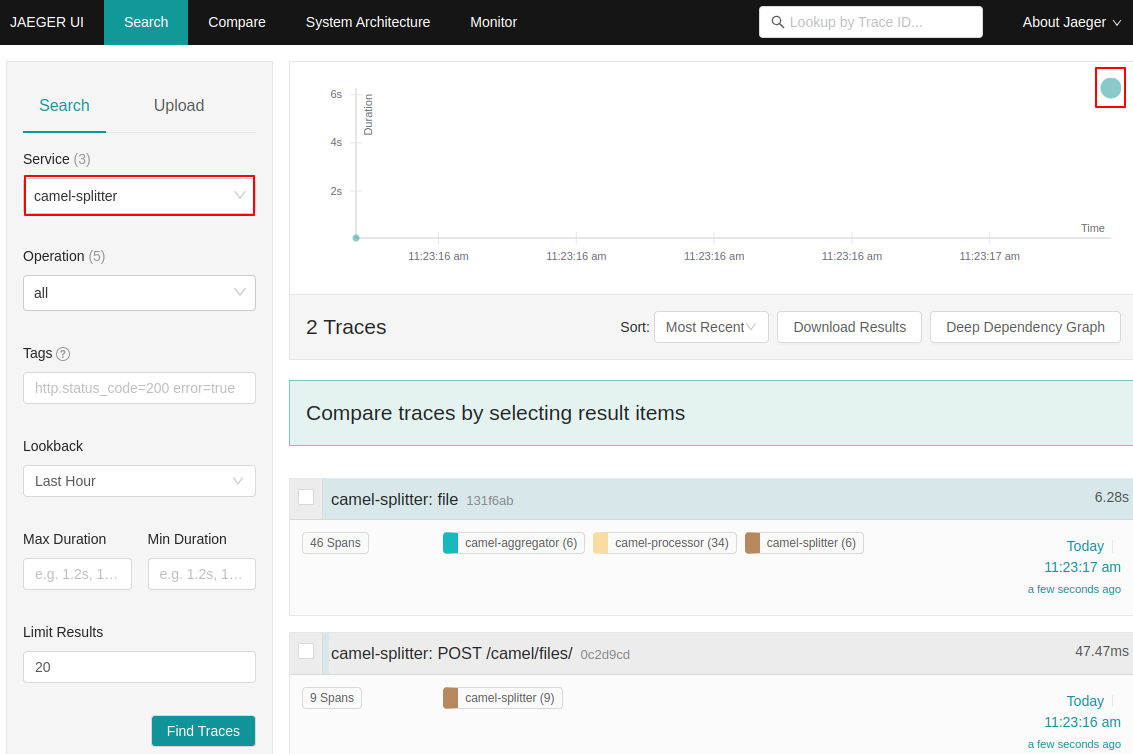 JAEGER UI Search Compare System Architecture Monitor Lookup by Trace ID... About Jaeger
Search Upload
Service (3)
camel-splitter
Operation (5)
all
Tags ?
http.status_code=200 error=true
Lookback
Last Hour
Max Duration Min Duration
e.g. 1.2s, 1… e.g. 1.2s, 1…
Limit Results
20
Find Traces
6s
4s
2s
Duration
Time
11:23:16 am 11:23:16 am 11:23:16 am 11:23:16 am 11:23:17 am
2 Traces Sort: Most Recent Download Results Deep Dependency Graph
Compare traces by selecting result items
camel-splitter: file 131f6ab 6.28s
46 Spans camel-aggregator (6) camel-processor (34) camel-splitter (6) Today
11:23:17 am
a few seconds ago
camel-splitter: POST /camel/files/ 0c2d9cd 47.47ms
9 Spans camel-splitter (9) Today
11:23:16 am
a few seconds ago